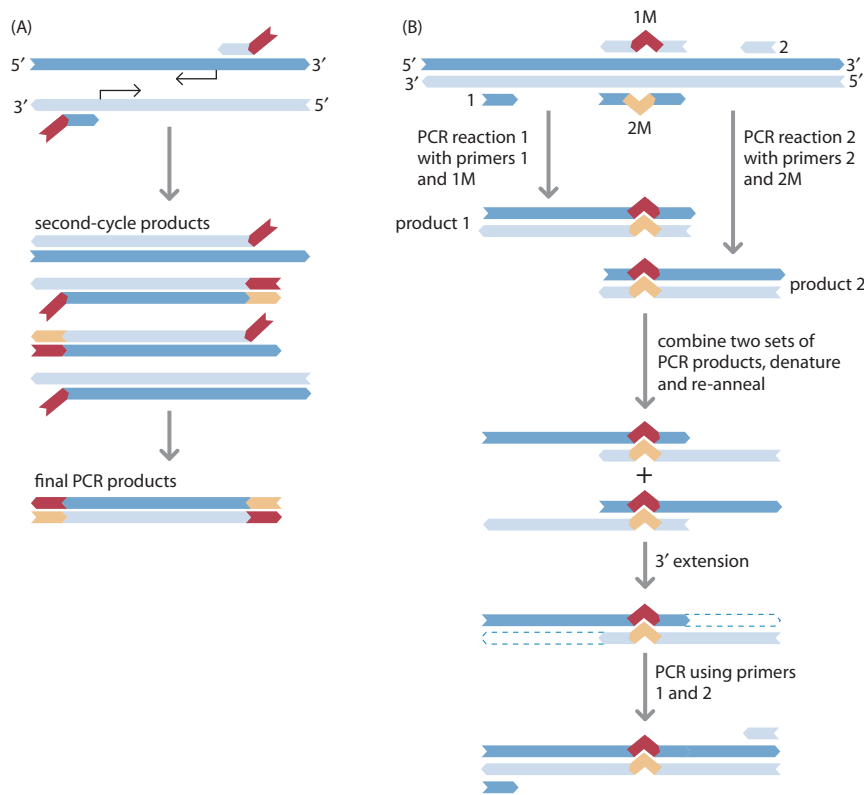 (A)
5′
3′
3′
5′
second-cycle products
final PCR products
(B)
1M
2
5′
3′
3′
5′
1
2M
PCR reaction 1
with primers 1
and 1M
PCR reaction 2
with primers 2
and 2M
product 1
product 2
combine two sets of
PCR products, denature
and re-anneal
+
3′ extension
PCR using primers
1 and 2